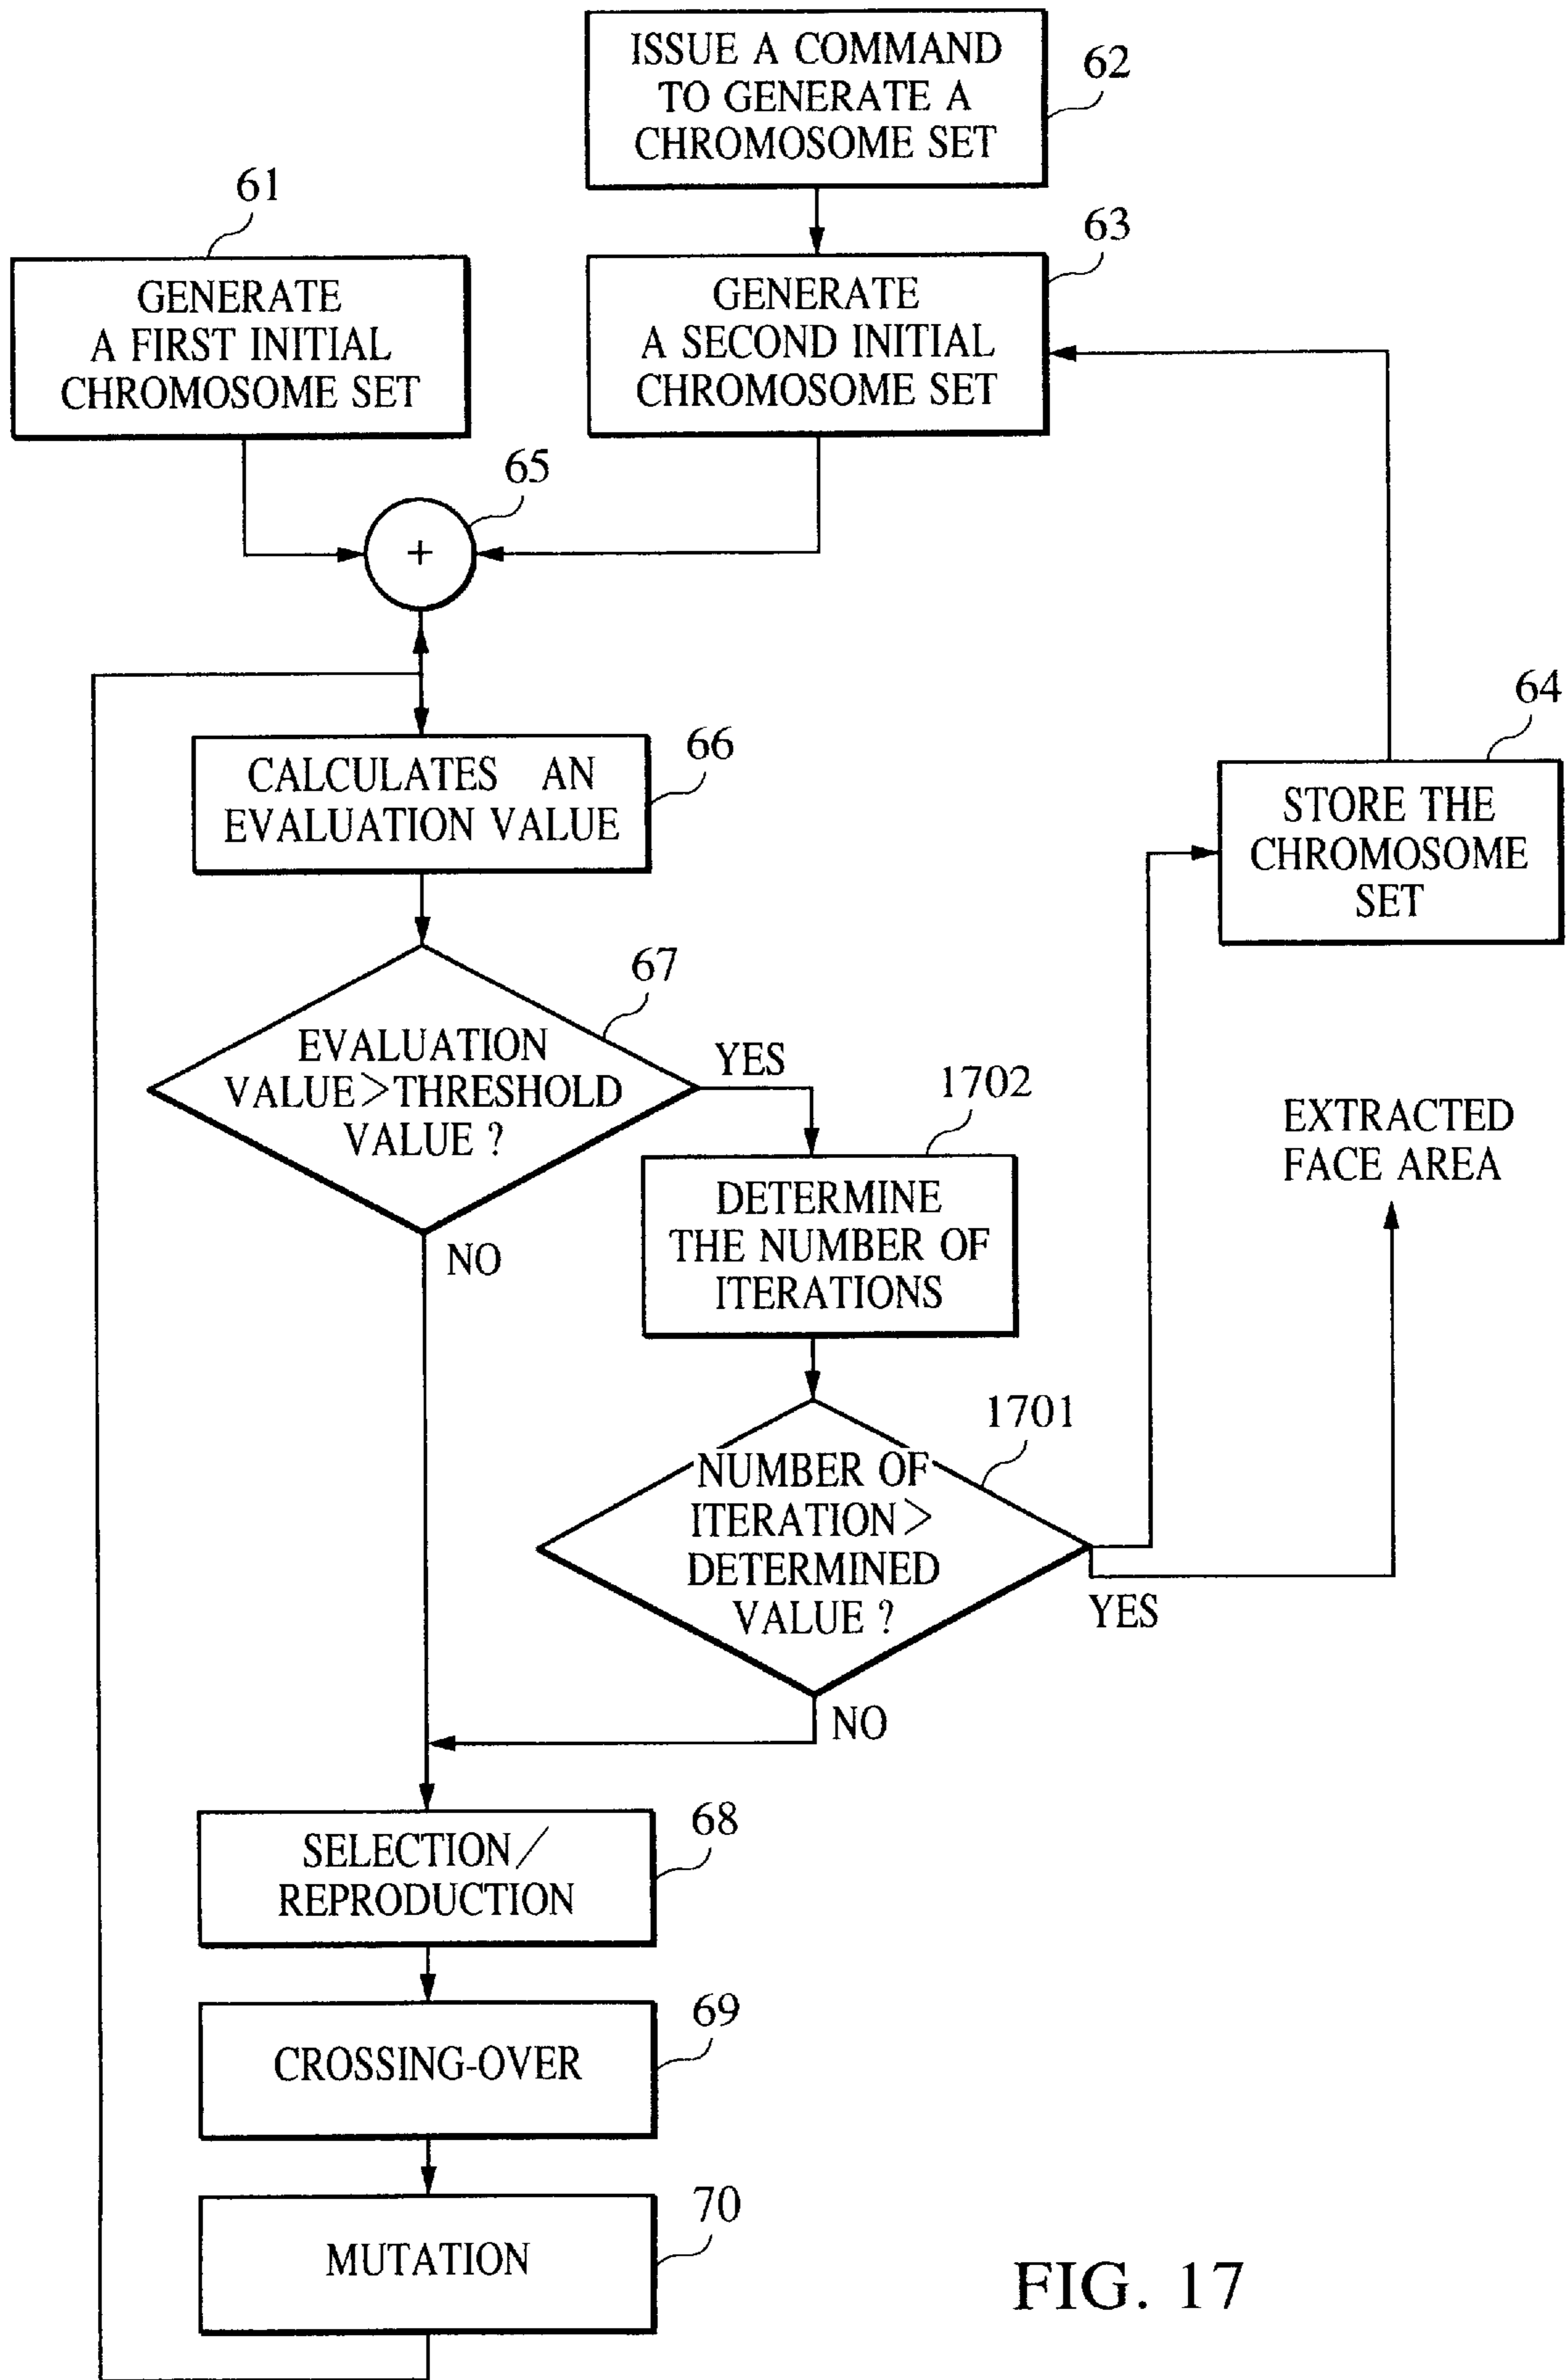 ISSUE A COMMAND
TO GENERATE A
CHROMOSOME SET
62
61
GENERATE
A FIRST INITIAL
CHROMOSOME SET
63
GENERATE
A SECOND INITIAL
CHROMOSOME SET
65
+
64
STORE THE
CHROMOSOME
SET
66
CALCULATES AN
EVALUATION VALUE
67
EVALUATION
VALUE>THRESHOLD
VALUE ?
YES
NO
1702
DETERMINE
THE NUMBER OF
ITERATIONS
EXTRACTED
FACE AREA
1701
NUMBER OF
ITERATION>
DETERMINED
VALUE ?
YES
NO
68
SELECTION/
REPRODUCTION
69
CROSSING-OVER
70
MUTATION
FIG. 17